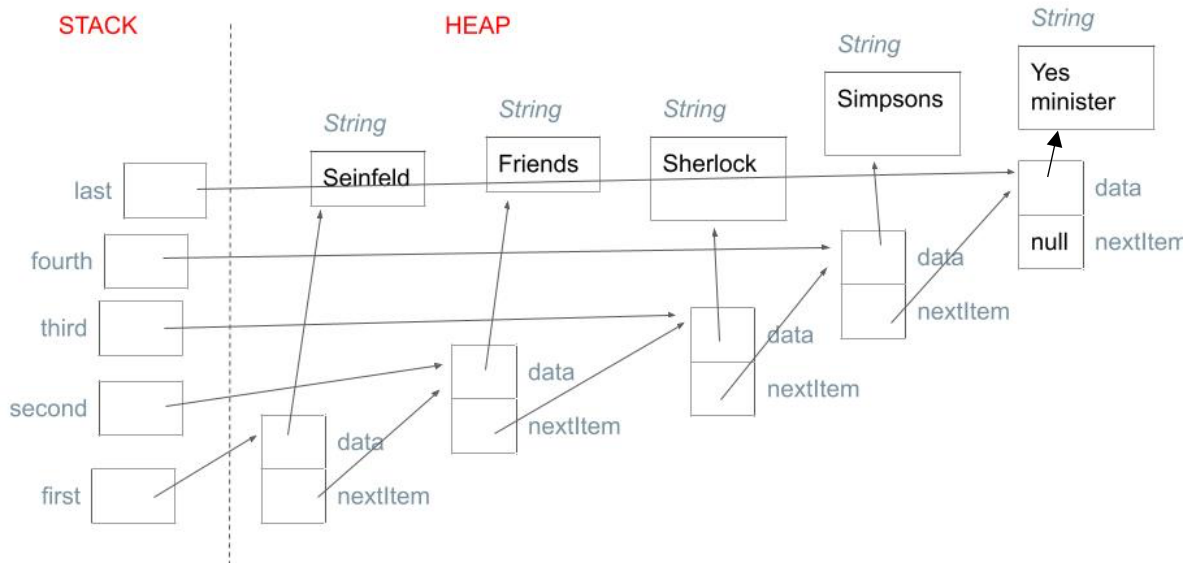 STACK
HEAP
String
Yes
minister
String
Simpsons
String
Sherlock
String
Friends
String
Seinfeld
last
data
null
nextItem
fourth
data
nextItem
third
data
nextItem
second
data
nextItem
first
data
nextItem